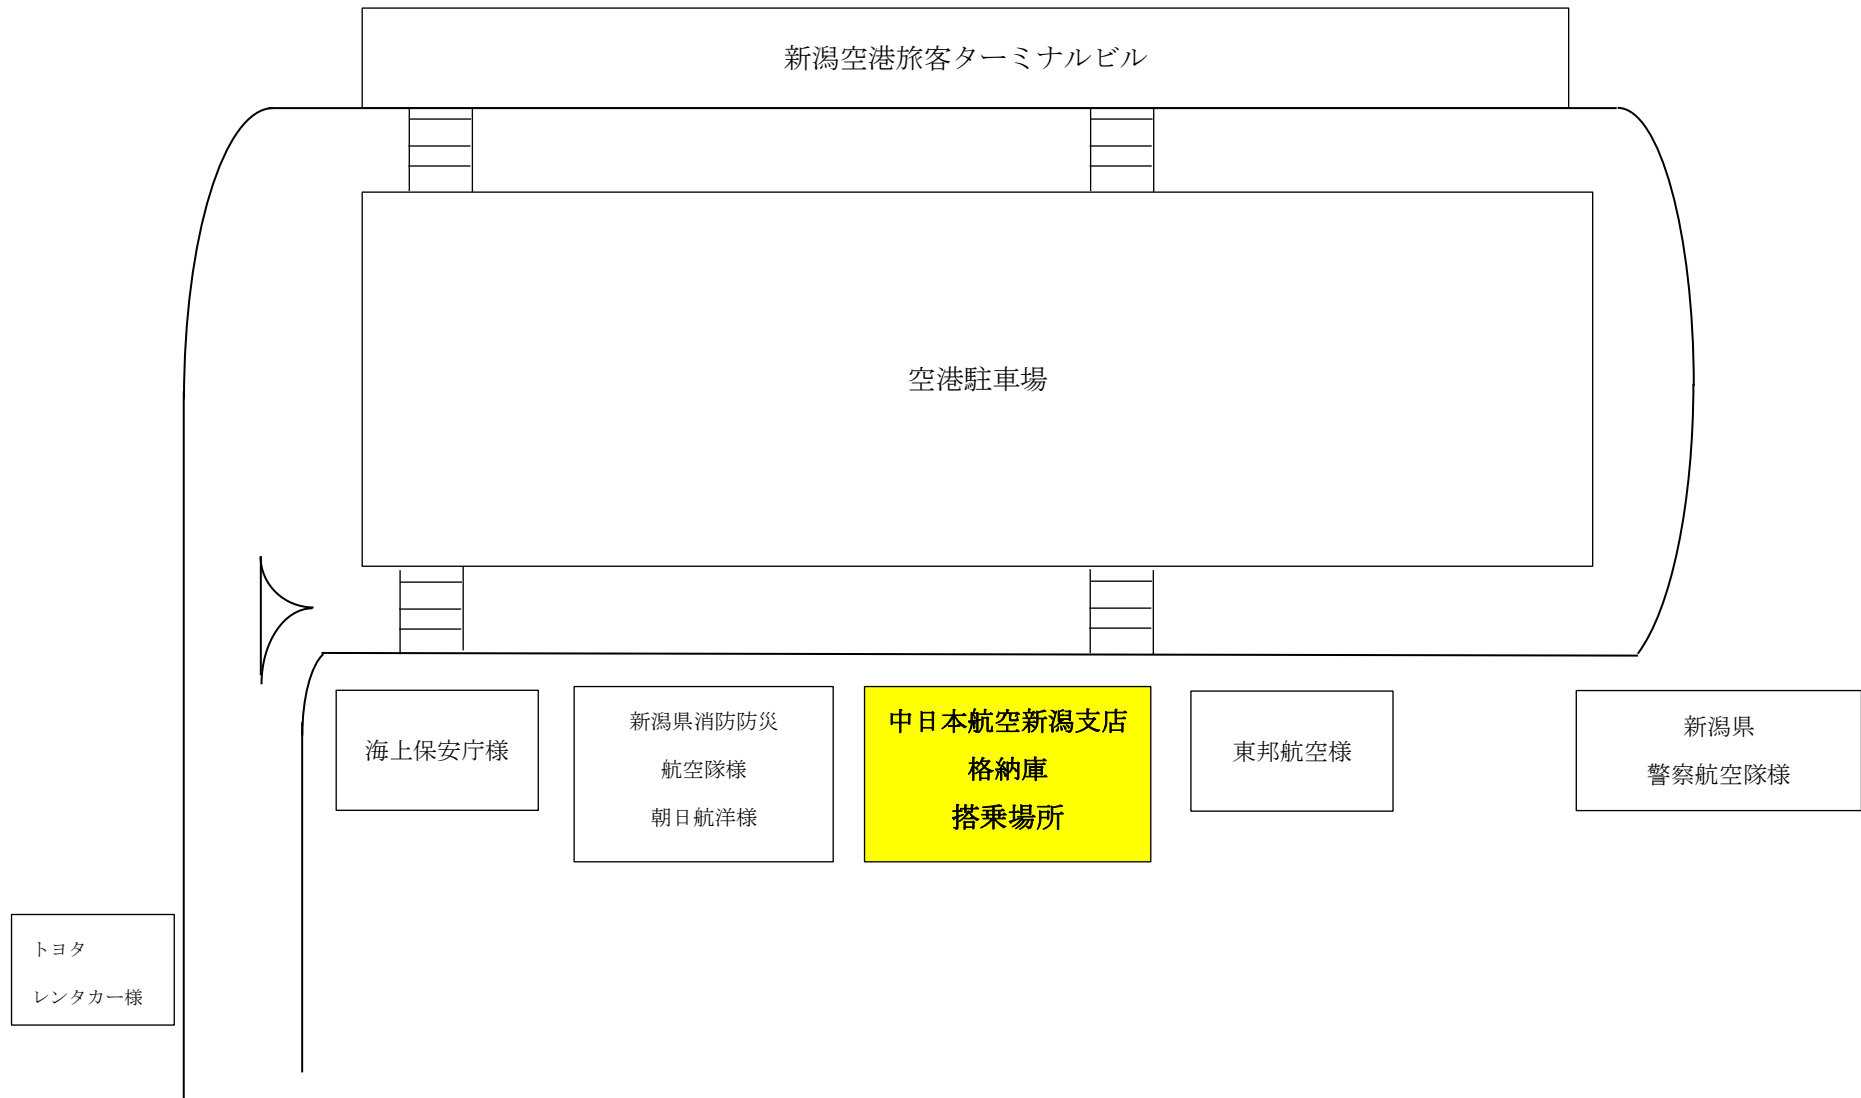 新潟空港旅客ターミナルビル
空港駐車場
海上保安庁様
新潟県消防防災
航空隊様
朝日航洋様
中日本航空新潟支店
格納庫
搭乗場所
東邦航空様
新潟県
警察航空隊様
トヨタ
レンタカー様